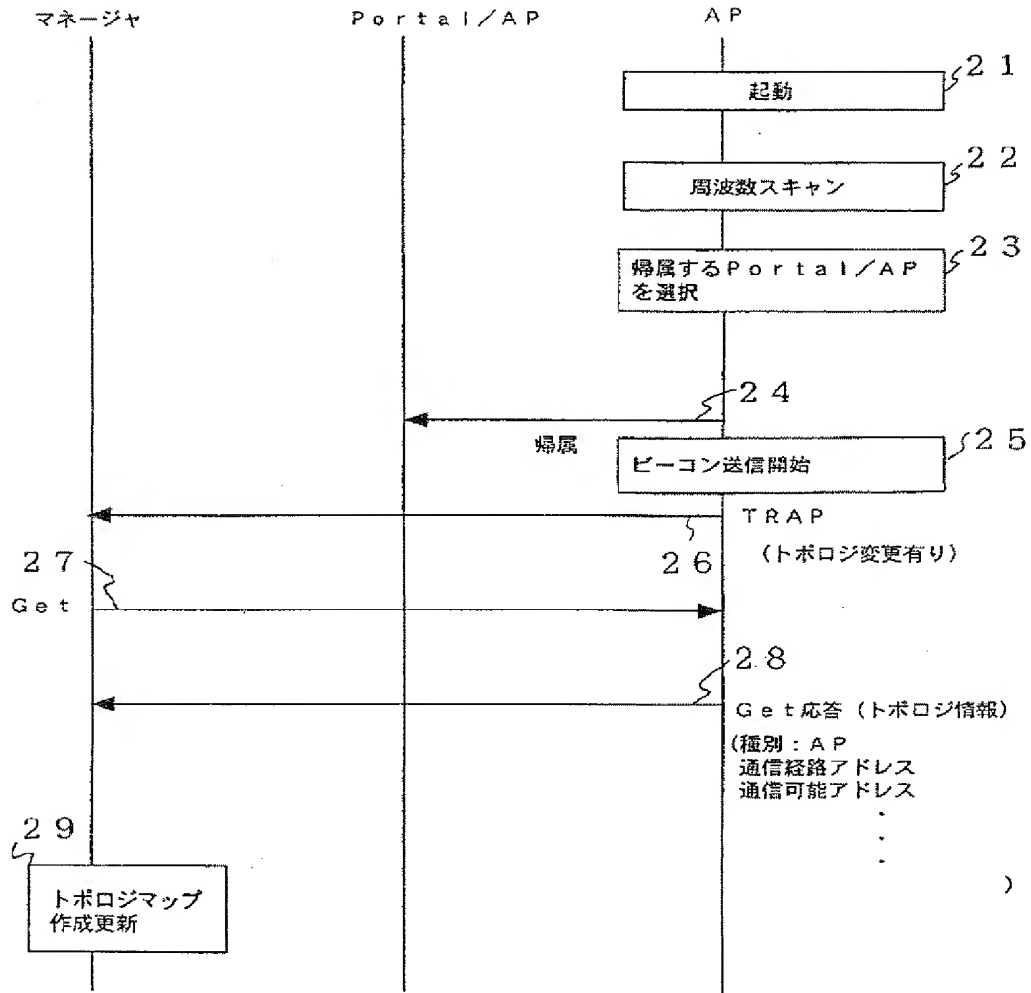 マネージャ
Portal/AP
AP
21
起動
22
周波数スキャン
23
帰属するPortal/AP
を選択
24
帰属
25
ビーコン送信開始
TRAP
26
(トポロジ変更有り)
27
Get
28
Get応答(トポロジ情報)
(種別:AP
通信経路アドレス
通信可能アドレス
・
・
・
)
29
トポロジマップ
作成更新